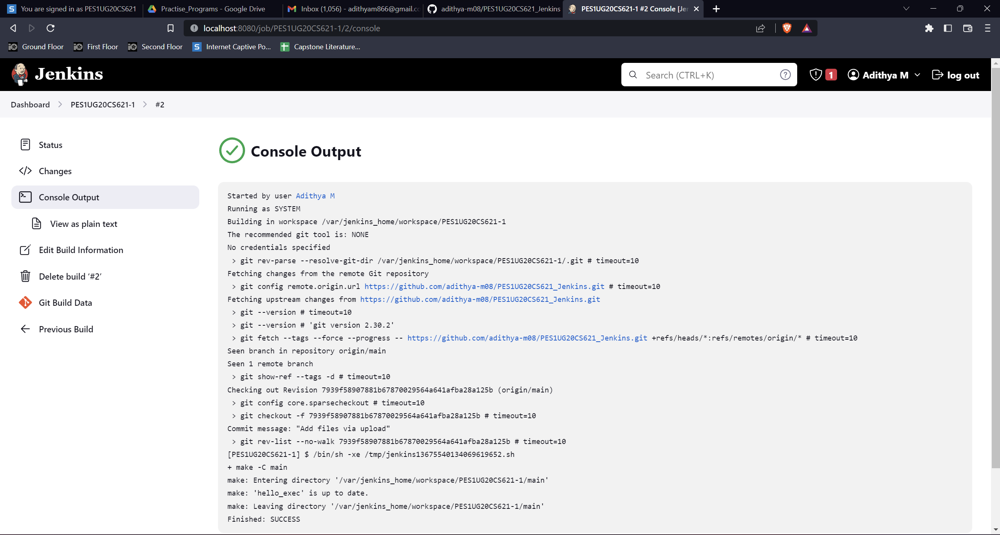 You are signed in as PES1UG20CS621
Practise_Programs - Google Drive
Inbox (1,056) - adithyam866@gmail.co
adithya-m08/PES1UG20CS621_Jenkins
PES1UG20CS621-1 #2 Console [Jer
localhost:8080/job/PES1UG20CS621-1/2/console
Ground Floor
First Floor
Second Floor
Internet Captive Po...
Capstone Literature...
Jenkins
Search (CTRL+K)
1
Adithya M
log out
Dashboard > PES1UG20CS621-1 > #2
Status
Changes
Console Output
View as plain text
Edit Build Information
Delete build ‘#2’
Git Build Data
Previous Build
Console Output
Started by user Adithya M
Running as SYSTEM
Building in workspace /var/jenkins_home/workspace/PES1UG20CS621-1
The recommended git tool is: NONE
No credentials specified
> git rev-parse --resolve-git-dir /var/jenkins_home/workspace/PES1UG20CS621-1/.git # timeout=10
Fetching changes from the remote Git repository
> git config remote.origin.url https://github.com/adithya-m08/PES1UG20CS621_Jenkins.git # timeout=10
Fetching upstream changes from https://github.com/adithya-m08/PES1UG20CS621_Jenkins.git
> git --version # timeout=10
> git --version # 'git version 2.30.2'
> git fetch --tags --force --progress -- https://github.com/adithya-m08/PES1UG20CS621_Jenkins.git +refs/heads/*:refs/remotes/origin/* # timeout=10
Seen branch in repository origin/main
Seen 1 remote branch
> git show-ref --tags -d # timeout=10
Checking out Revision 7939f58907881b67870029564a641afba28a125b (origin/main)
> git config core.sparsecheckout # timeout=10
> git checkout -f 7939f58907881b67870029564a641afba28a125b # timeout=10
Commit message: "Add files via upload"
> git rev-list --no-walk 7939f58907881b67870029564a641afba28a125b # timeout=10
[PES1UG20CS621-1] $ /bin/sh -xe /tmp/jenkins13675540134069619652.sh
+ make -C main
make: Entering directory '/var/jenkins_home/workspace/PES1UG20CS621-1/main'
make: 'hello_exec' is up to date.
make: Leaving directory '/var/jenkins_home/workspace/PES1UG20CS621-1/main'
Finished: SUCCESS